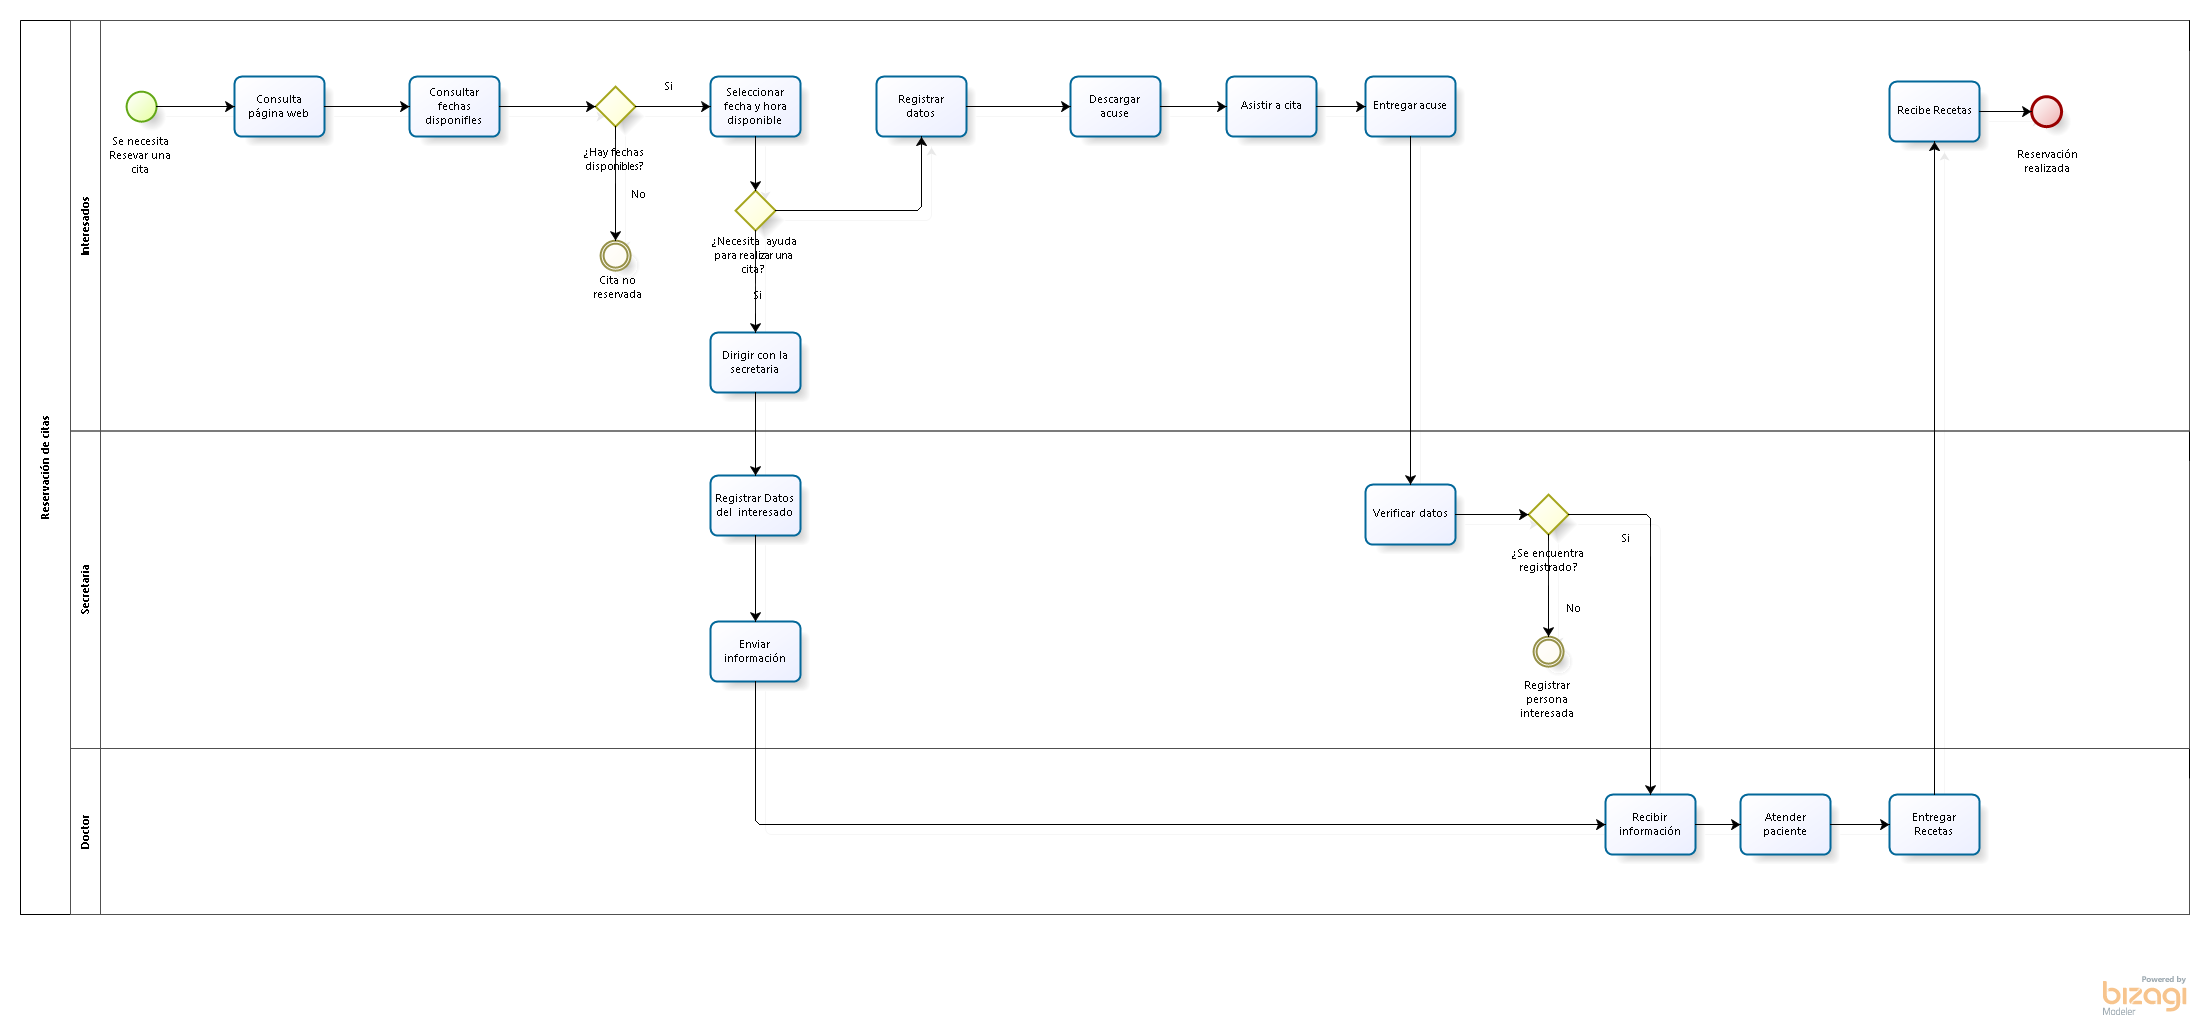 Reservación de citas
Interesados
Se necesita
Resevar una
cita
Consulta
página web
Consultar
fechas
disponifles
¿Hay fechas
disponibles?
Si
No
Cita no
reservada
Seleccionar
fecha y hora
disponible
¿Necesita ayuda
para realizar una
cita?
Si
Dirigir con la
secretaria
Registrar
datos
Descargar
acuse
Asistir a cita
Entregar acuse
Recibe Recetas
Reservación
realizada
Secretaria
Registrar Datos
del interesado
Enviar
información
Verificar datos
¿Se encuentra
registrado?
Si
No
Registrar
persona
interesada
Doctor
Recibir
información
Atender
paciente
Entregar
Recetas
Powered by
bizagi
Modeler